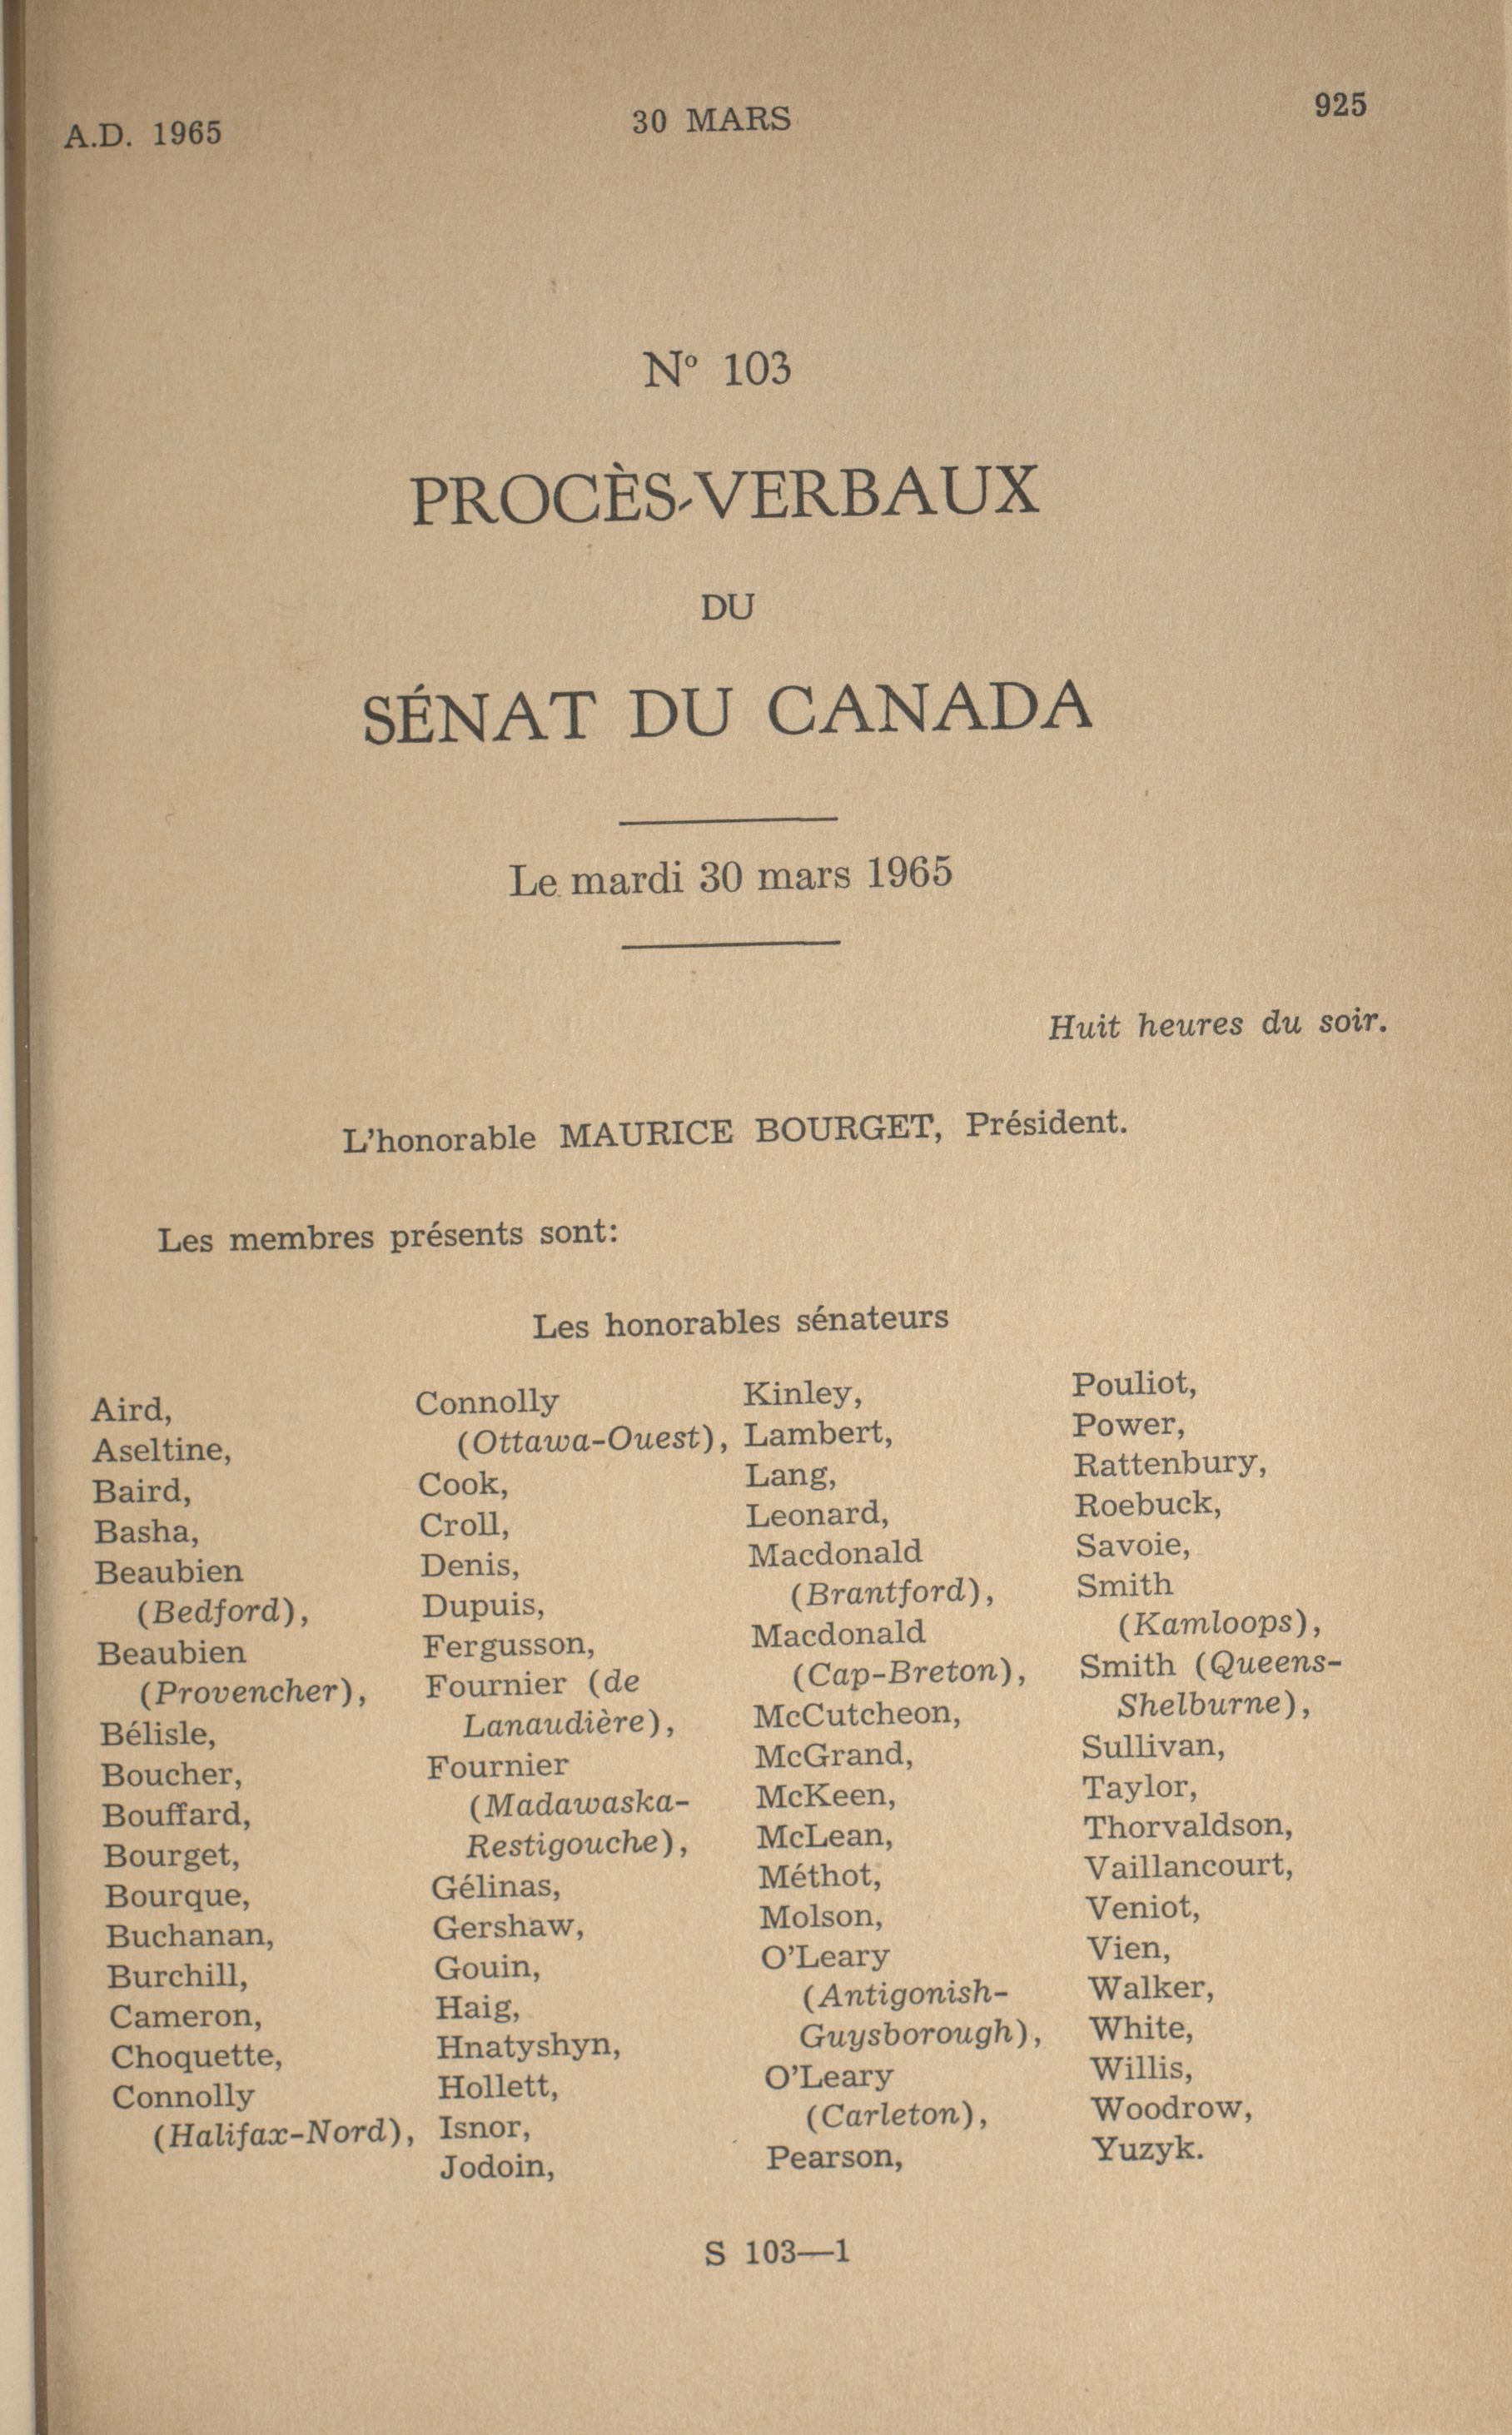 A.D. 1965
30 MARS
925
Nº 103
PROCÈS-VERBAUX
DU
SÉNAT DU CANADA
Le mardi 30 mars 1965
Huit heures du soir.
L'honorable MAURICE BOURGET, Président.
Les membres présents sont:
Les honorables sénateurs
Aird,
Aseltine,
Baird,
Basha,
Beaubien
(Bedford),
Beaubien
(Provencher),
Bélisle,
Boucher,
Bouffard,
Bourget,
Bourque,
Buchanan,
Burchill,
Cameron,
Choquette,
Connolly
(Halifax-Nord),
Connolly
(Ottawa-Ouest),
Cook,
Croll,
Denis,
Dupuis,
Fergusson,
Fournier (de
Lanaudière),
Fournier
(Madawaska-
Restigouche),
Gélinas,
Gershaw,
Gouin,
Haig,
Hnatyshyn,
Hollett,
Isnor,
Jodoin,
Kinley,
Lambert,
Lang,
Leonard,
Macdonald
(Brantford),
Macdonald
(Cap-Breton),
McCutcheon,
McGrand,
McKeen,
McLean,
Méthot,
Molson,
O'Leary
(Antigonish-
Guysborough),
O'Leary
(Carleton),
Pearson,
Pouliot,
Power,
Rattenbury,
Roebuck,
Savoie,
Smith
(Kamloops),
Smith (Queens-
Shelburne),
Sullivan,
Taylor,
Thorvaldson,
Vaillancourt,
Veniot,
Vien,
Walker,
White,
Willis,
Woodrow,
Yuzyk.
S 103—1